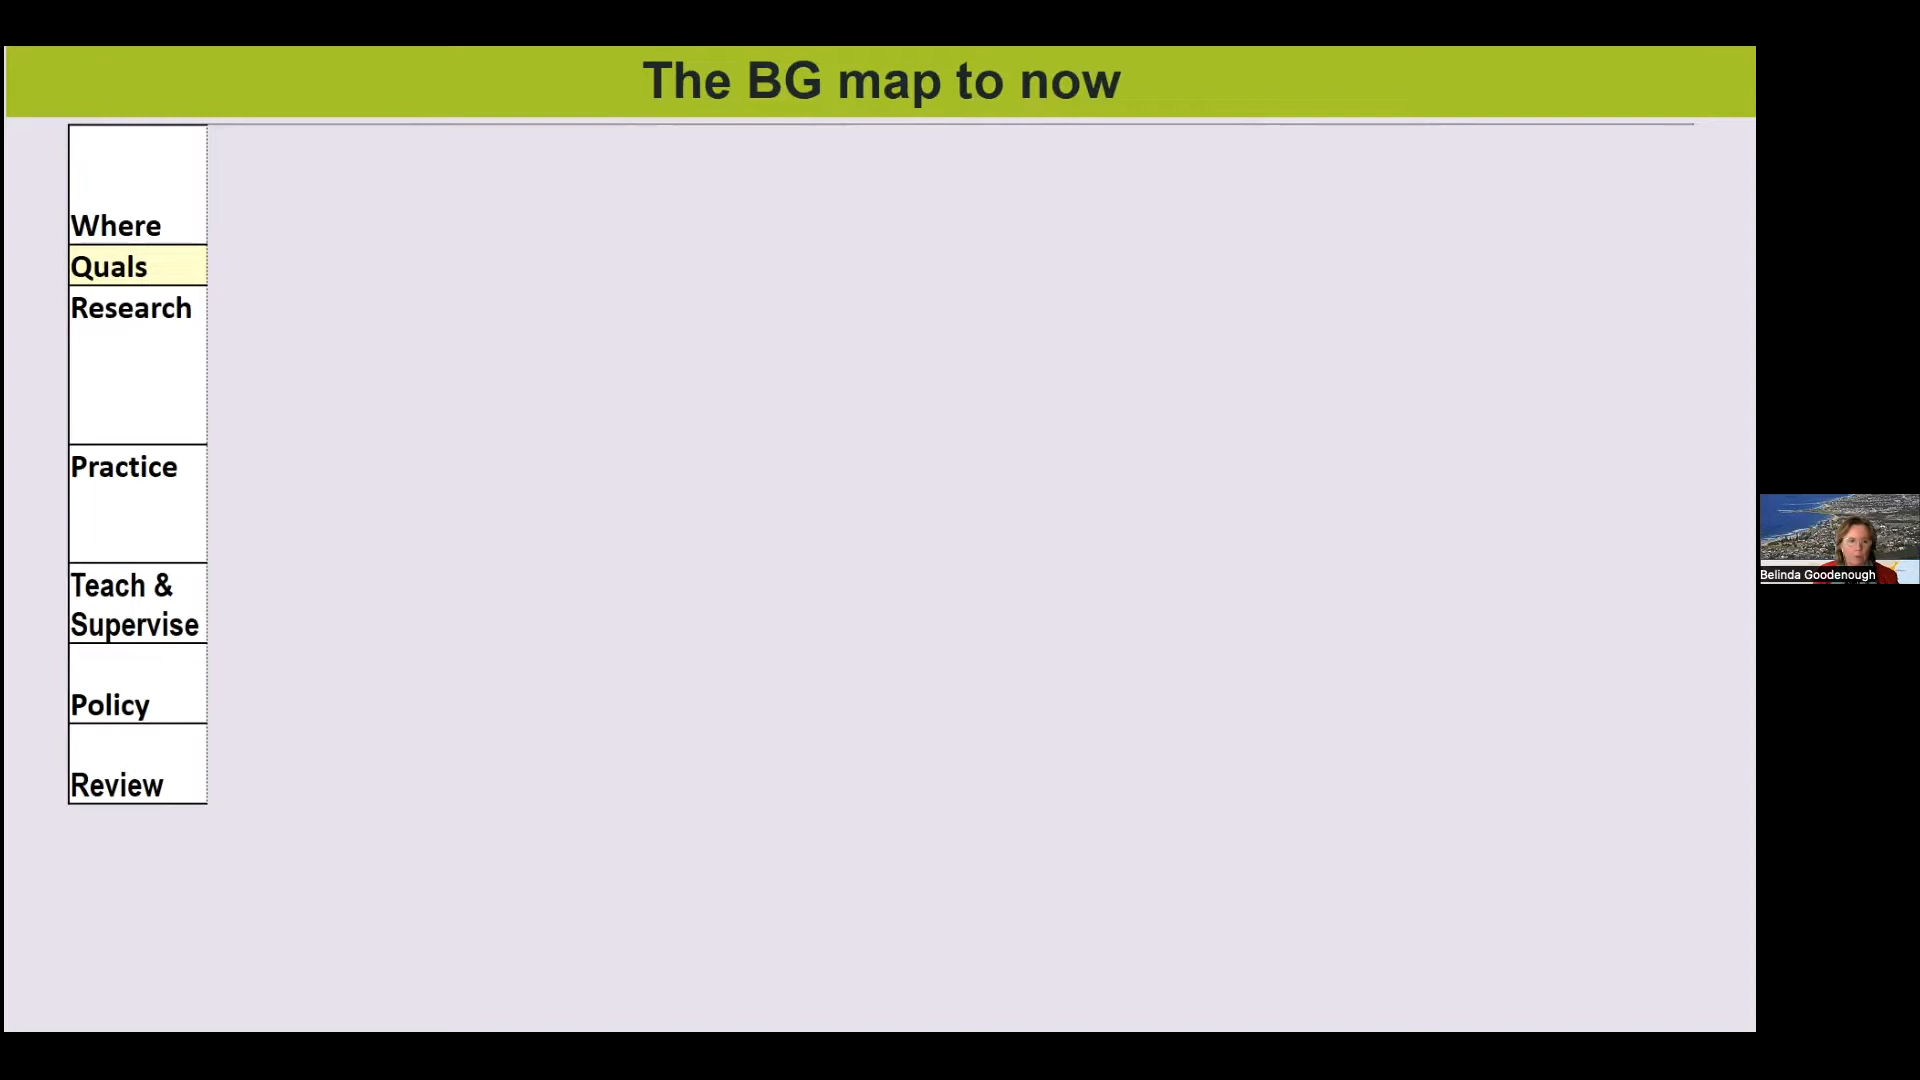 The BG map to now
Where
Quals
Research
Practice
Teach &
Supervise
Policy
Review
Belinda Goodenough